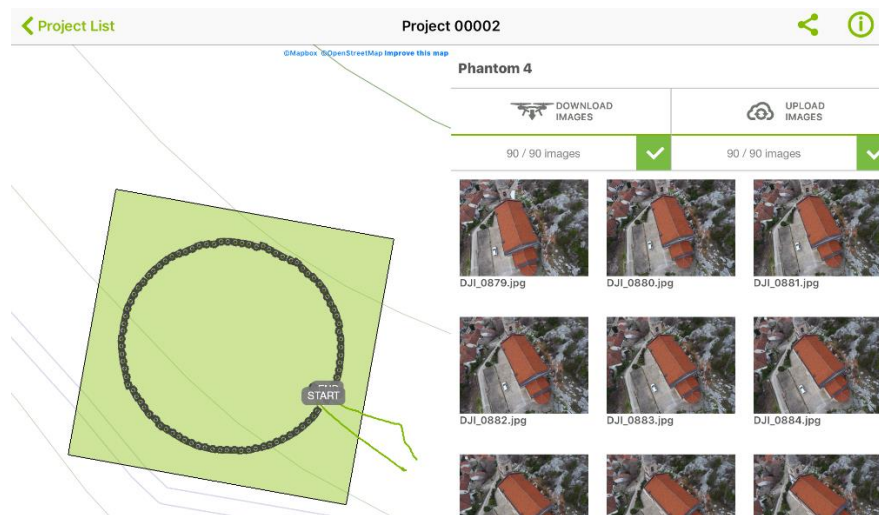 Project List
Project 00002
©Mapbox ©OpenStreetMap Improve this map
Phantom 4
DOWNLOAD
IMAGES
UPLOAD
IMAGES
90 / 90 images
90 / 90 images
END
START
DJI_0879.jpg
DJI_0880.jpg
DJI_0881.jpg
DJI_0882.jpg
DJI_0883.jpg
DJI_0884.jpg